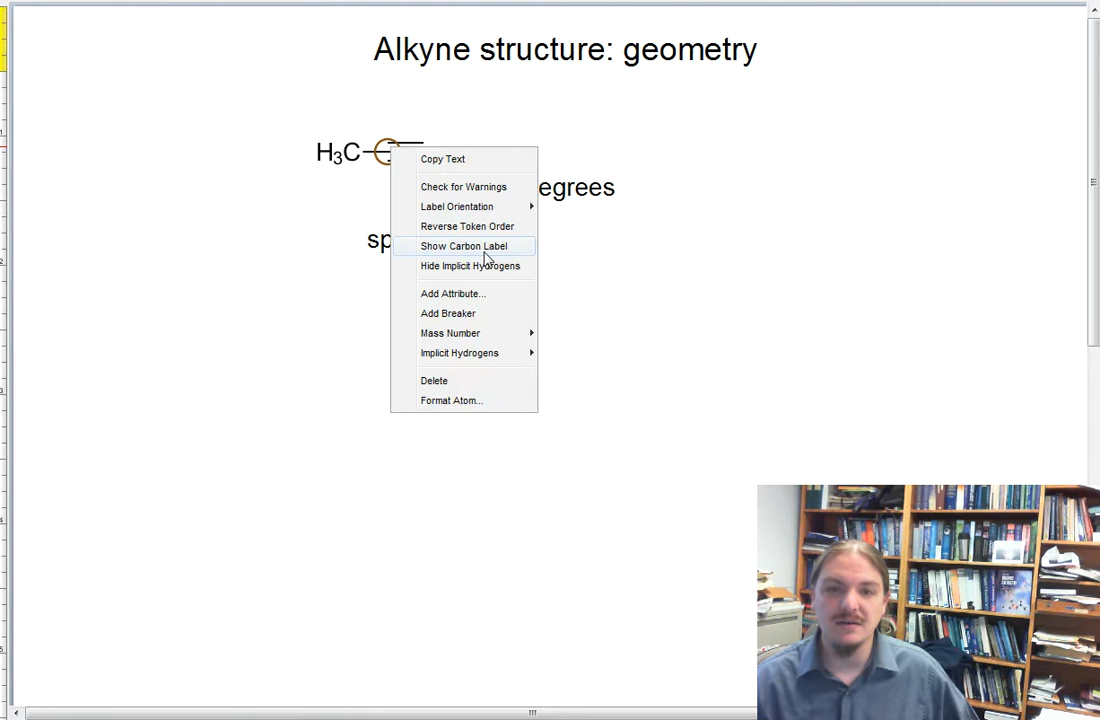 Alkyne structure: geometry
H3C
Copy Text
Check for Warnings
egrees
Label Orientation
Reverse Token Order
sp
Show Carbon Label
Hide Implicit Hydrogens
Add Attribute...
Add Breaker
Mass Number
Implicit Hydrogens
Delete
Format Atom...